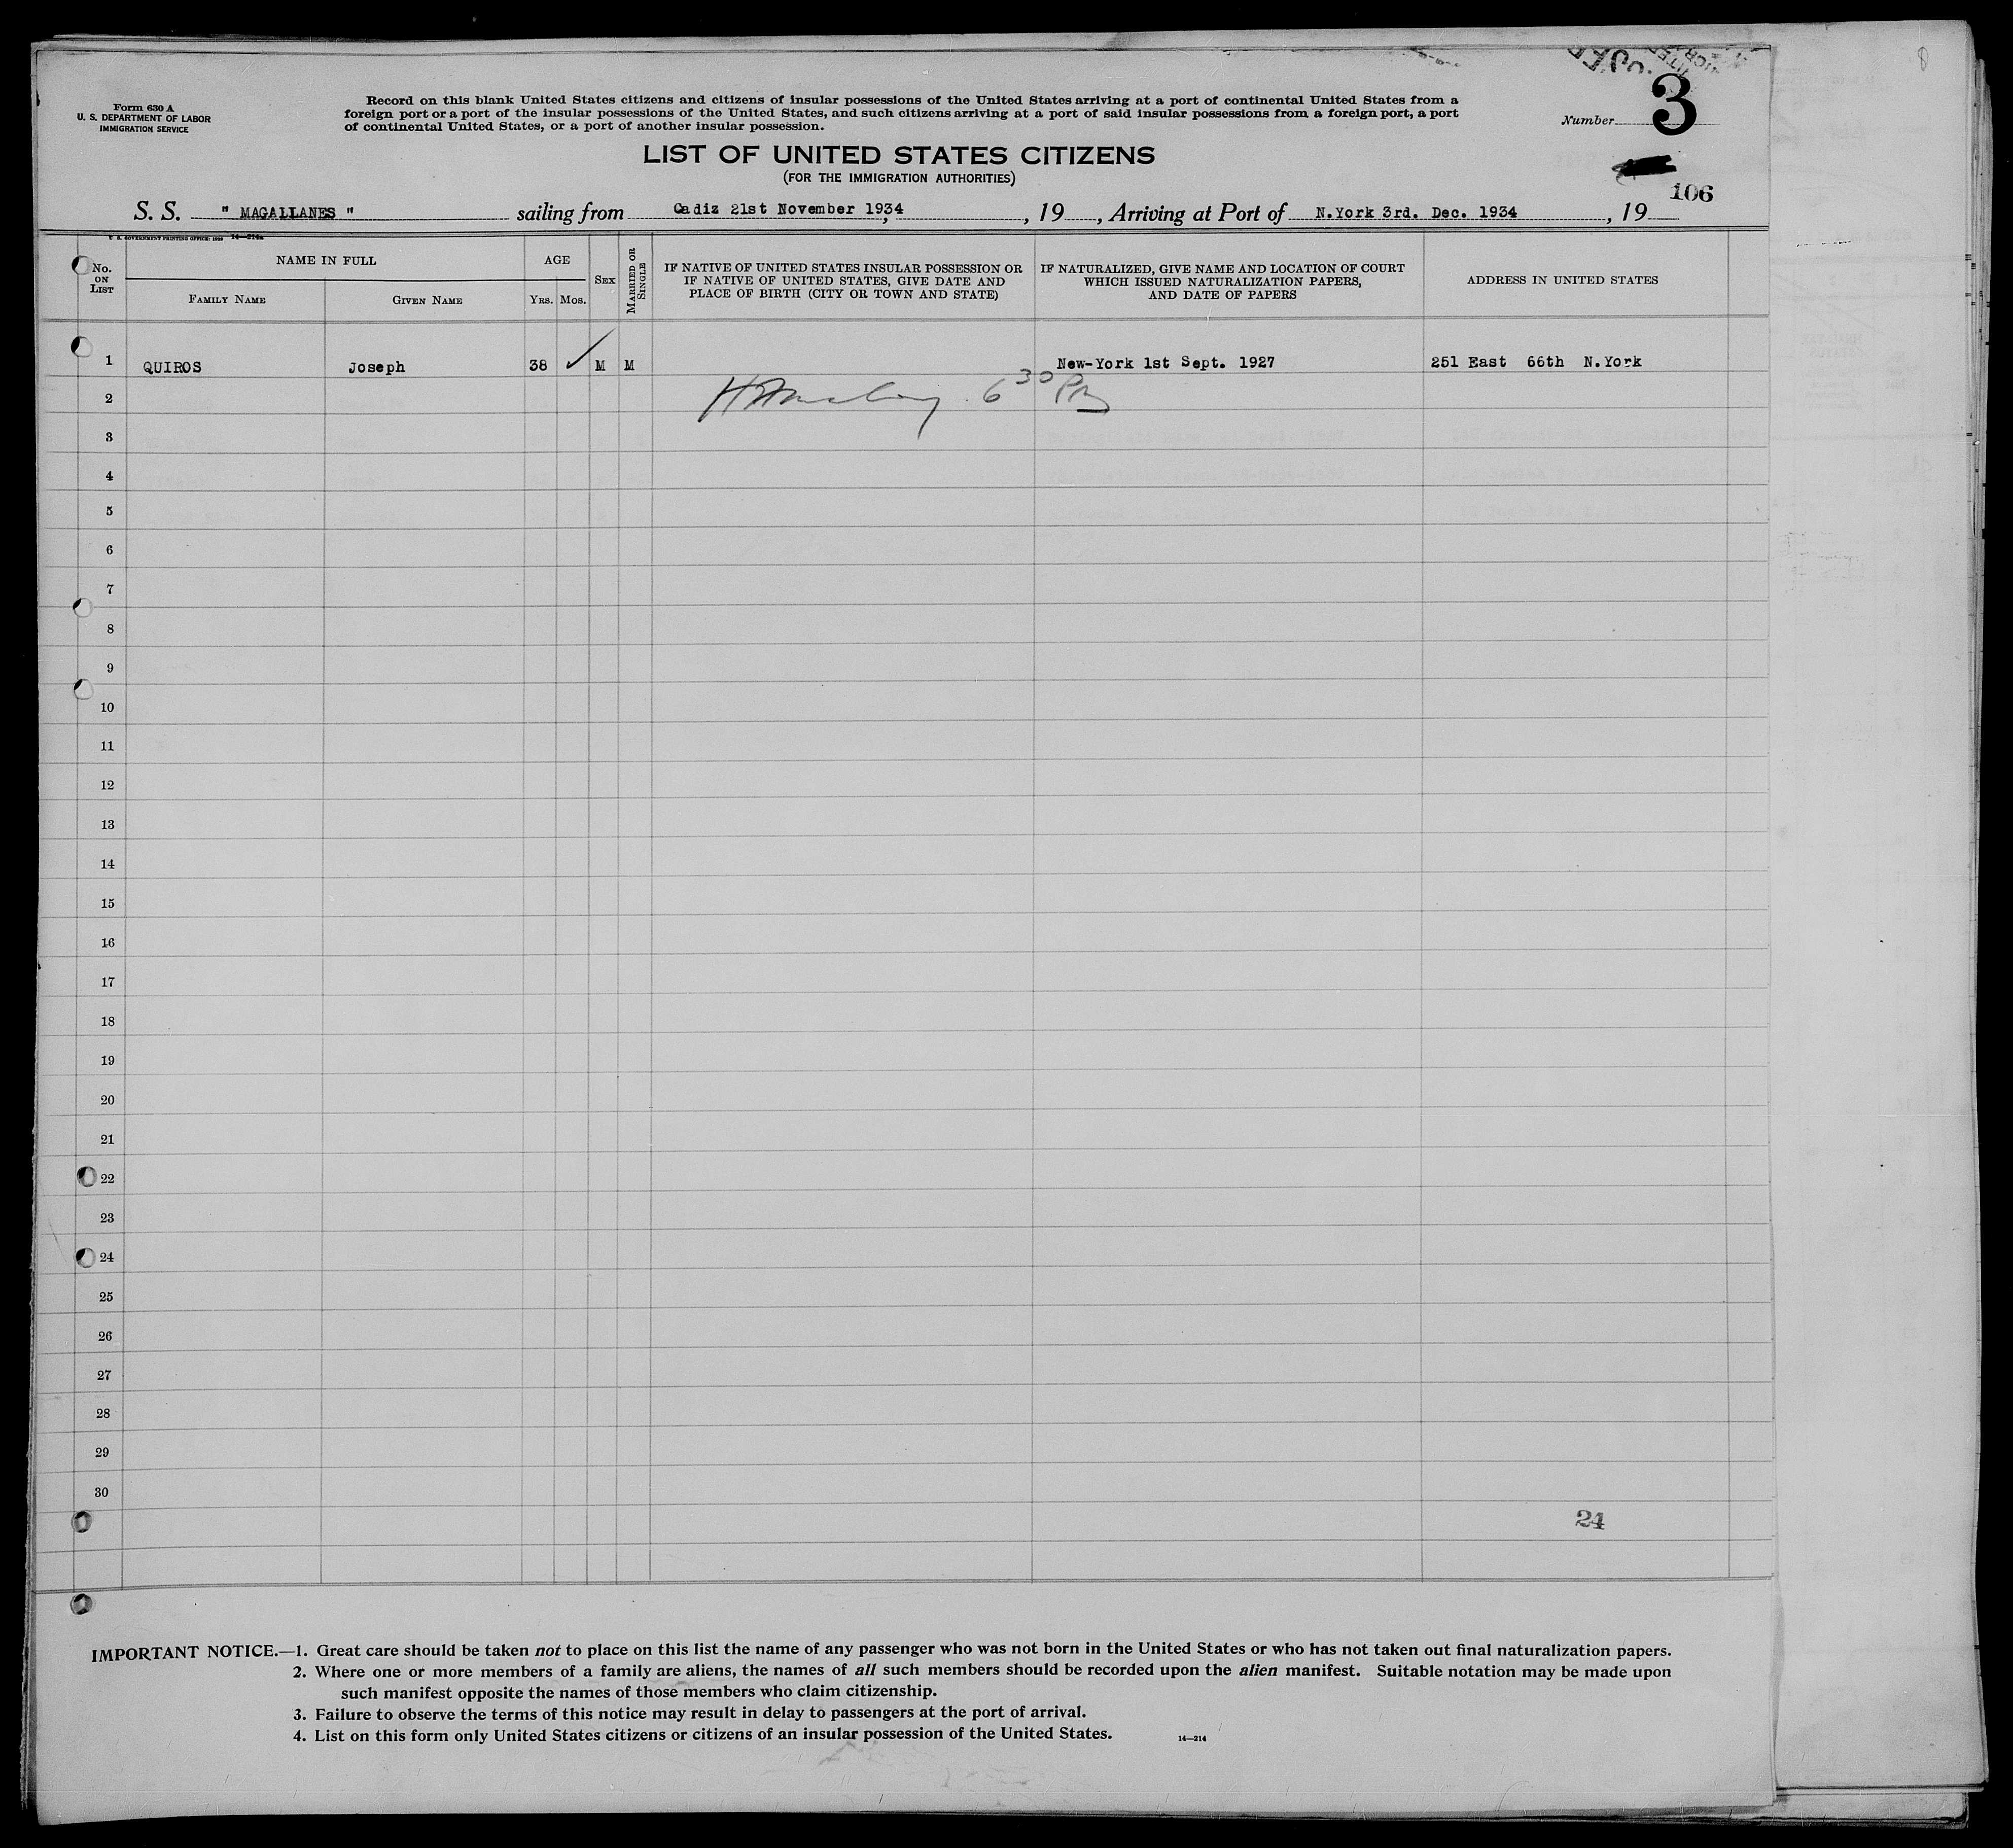 Form 630 A
U. S. DEPARTMENT OF LABOR
IMMIGRATION SERVICE
Record on this blank United States citizens and citizens of insular possessions of the United States arriving at a port of continental United States from a
foreign port or a port of the insular possessions of the United States, and such citizens arriving at a port of said insular possessions from a foreign port, a port
of continental United States, or a port of another insular possession.
Number 3
LIST OF UNITED STATES CITIZENS
(FOR THE IMMIGRATION AUTHORITIES)
106
S. S. " MAGALLANES " sailing from Cadiz 21st November 1934, , 19 , Arriving at Port of N.York 3rd. Dec. 1934 , 19
U. S. GOVERNMENT PRINTING OFFICE: 1929 14—214a
No. ON LIST
NAME IN FULL
FAMILY NAME
GIVEN NAME
AGE
YRS.
MOS.
SEX
MARRIED OR SINGLE
IF NATIVE OF UNITED STATES INSULAR POSSESSION OR
IF NATIVE OF UNITED STATES, GIVE DATE AND
PLACE OF BIRTH (CITY OR TOWN AND STATE)
IF NATURALIZED, GIVE NAME AND LOCATION OF COURT
WHICH ISSUED NATURALIZATION PAPERS,
AND DATE OF PAPERS
ADDRESS IN UNITED STATES
1 QUIROS Joseph 38 ✓ M M New-York 1st Sept. 1927 251 East 66th N.York
2 6 30 PM
3
4
5
6
7
8
9
10
11
12
13
14
15
16
17
18
19
20
21
22
23
24
25
26
27
28
29
30
24
IMPORTANT NOTICE.—1. Great care should be taken not to place on this list the name of any passenger who was not born in the United States or who has not taken out final naturalization papers.
2. Where one or more members of a family are aliens, the names of all such members should be recorded upon the alien manifest. Suitable notation may be made upon
such manifest opposite the names of those members who claim citizenship.
3. Failure to observe the terms of this notice may result in delay to passengers at the port of arrival.
4. List on this form only United States citizens or citizens of an insular possession of the United States. 14—214
8